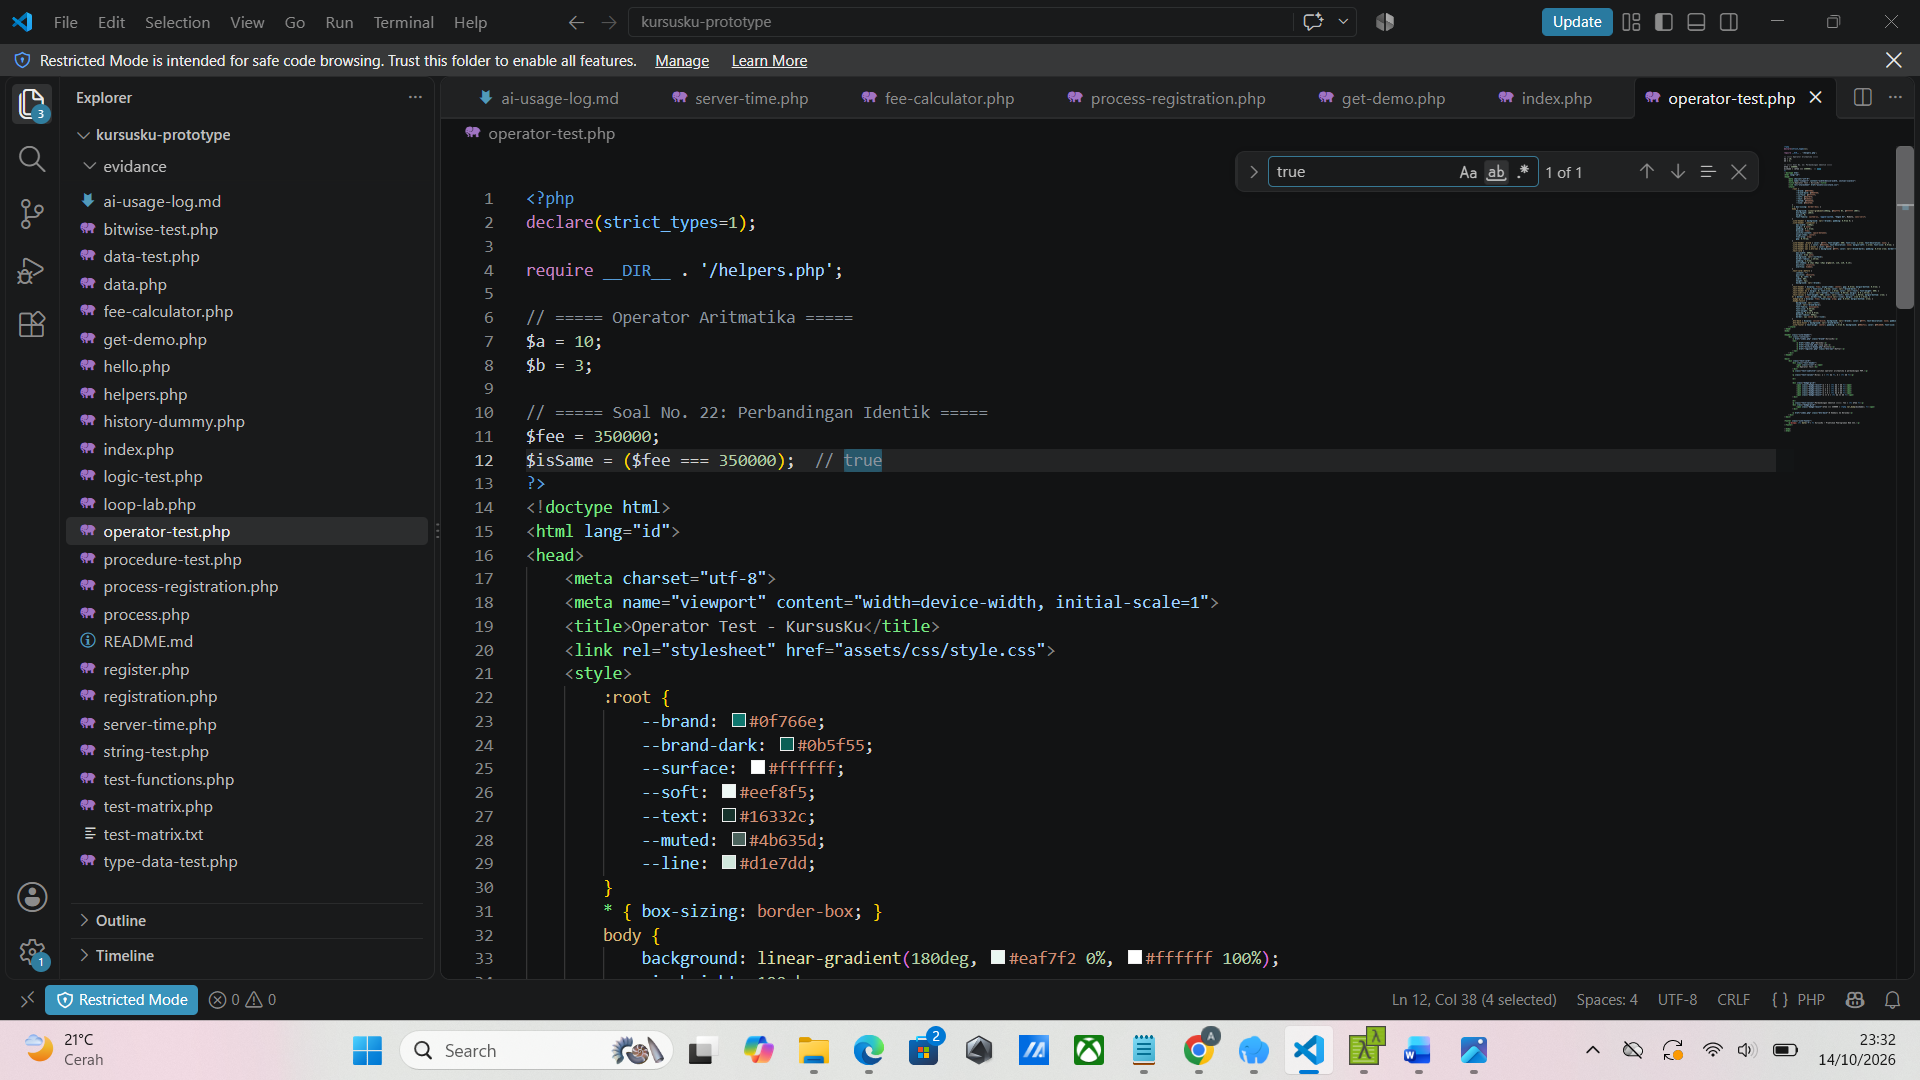 File Edit Selection View Go Run Terminal Help
kursusku-prototype
Update
Restricted Mode is intended for safe code browsing. Trust this folder to enable all features. Manage Learn More
Explorer
3
kursusku-prototype
evidance
ai-usage-log.md
bitwise-test.php
data-test.php
data.php
fee-calculator.php
get-demo.php
hello.php
helpers.php
history-dummy.php
index.php
logic-test.php
loop-lab.php
operator-test.php
procedure-test.php
process-registration.php
process.php
README.md
register.php
registration.php
server-time.php
string-test.php
test-functions.php
test-matrix.php
test-matrix.txt
type-data-test.php
Outline
Timeline
1
ai-usage-log.md server-time.php fee-calculator.php process-registration.php get-demo.php index.php operator-test.php
operator-test.php
true Aa ab .* 1 of 1
1 <?php
2 declare(strict_types=1);
3
4 require __DIR__ . '/helpers.php';
5
6 // ===== Operator Aritmatika =====
7 $a = 10;
8 $b = 3;
9
10 // ===== Soal No. 22: Perbandingan Identik =====
11 $fee = 350000;
12 $isSame = ($fee === 350000); // true
13 ?>
14 <!doctype html>
15 <html lang="id">
16 <head>
17 <meta charset="utf-8">
18 <meta name="viewport" content="width=device-width, initial-scale=1">
19 <title>Operator Test - KursusKu</title>
20 <link rel="stylesheet" href="assets/css/style.css">
21 <style>
22 :root {
23 --brand: #0f766e;
24 --brand-dark: #0b5f55;
25 --surface: #ffffff;
26 --soft: #eef8f5;
27 --text: #16332c;
28 --muted: #4b635d;
29 --line: #d1e7dd;
30 }
31 * { box-sizing: border-box; }
32 body {
33 background: linear-gradient(180deg, #eaf7f2 0%, #ffffff 100%);
Restricted Mode 0 0
Ln 12, Col 38 (4 selected) Spaces: 4 UTF-8 CRLF { } PHP
21°C
Cerah
Search
2
A
23:32
14/10/2026